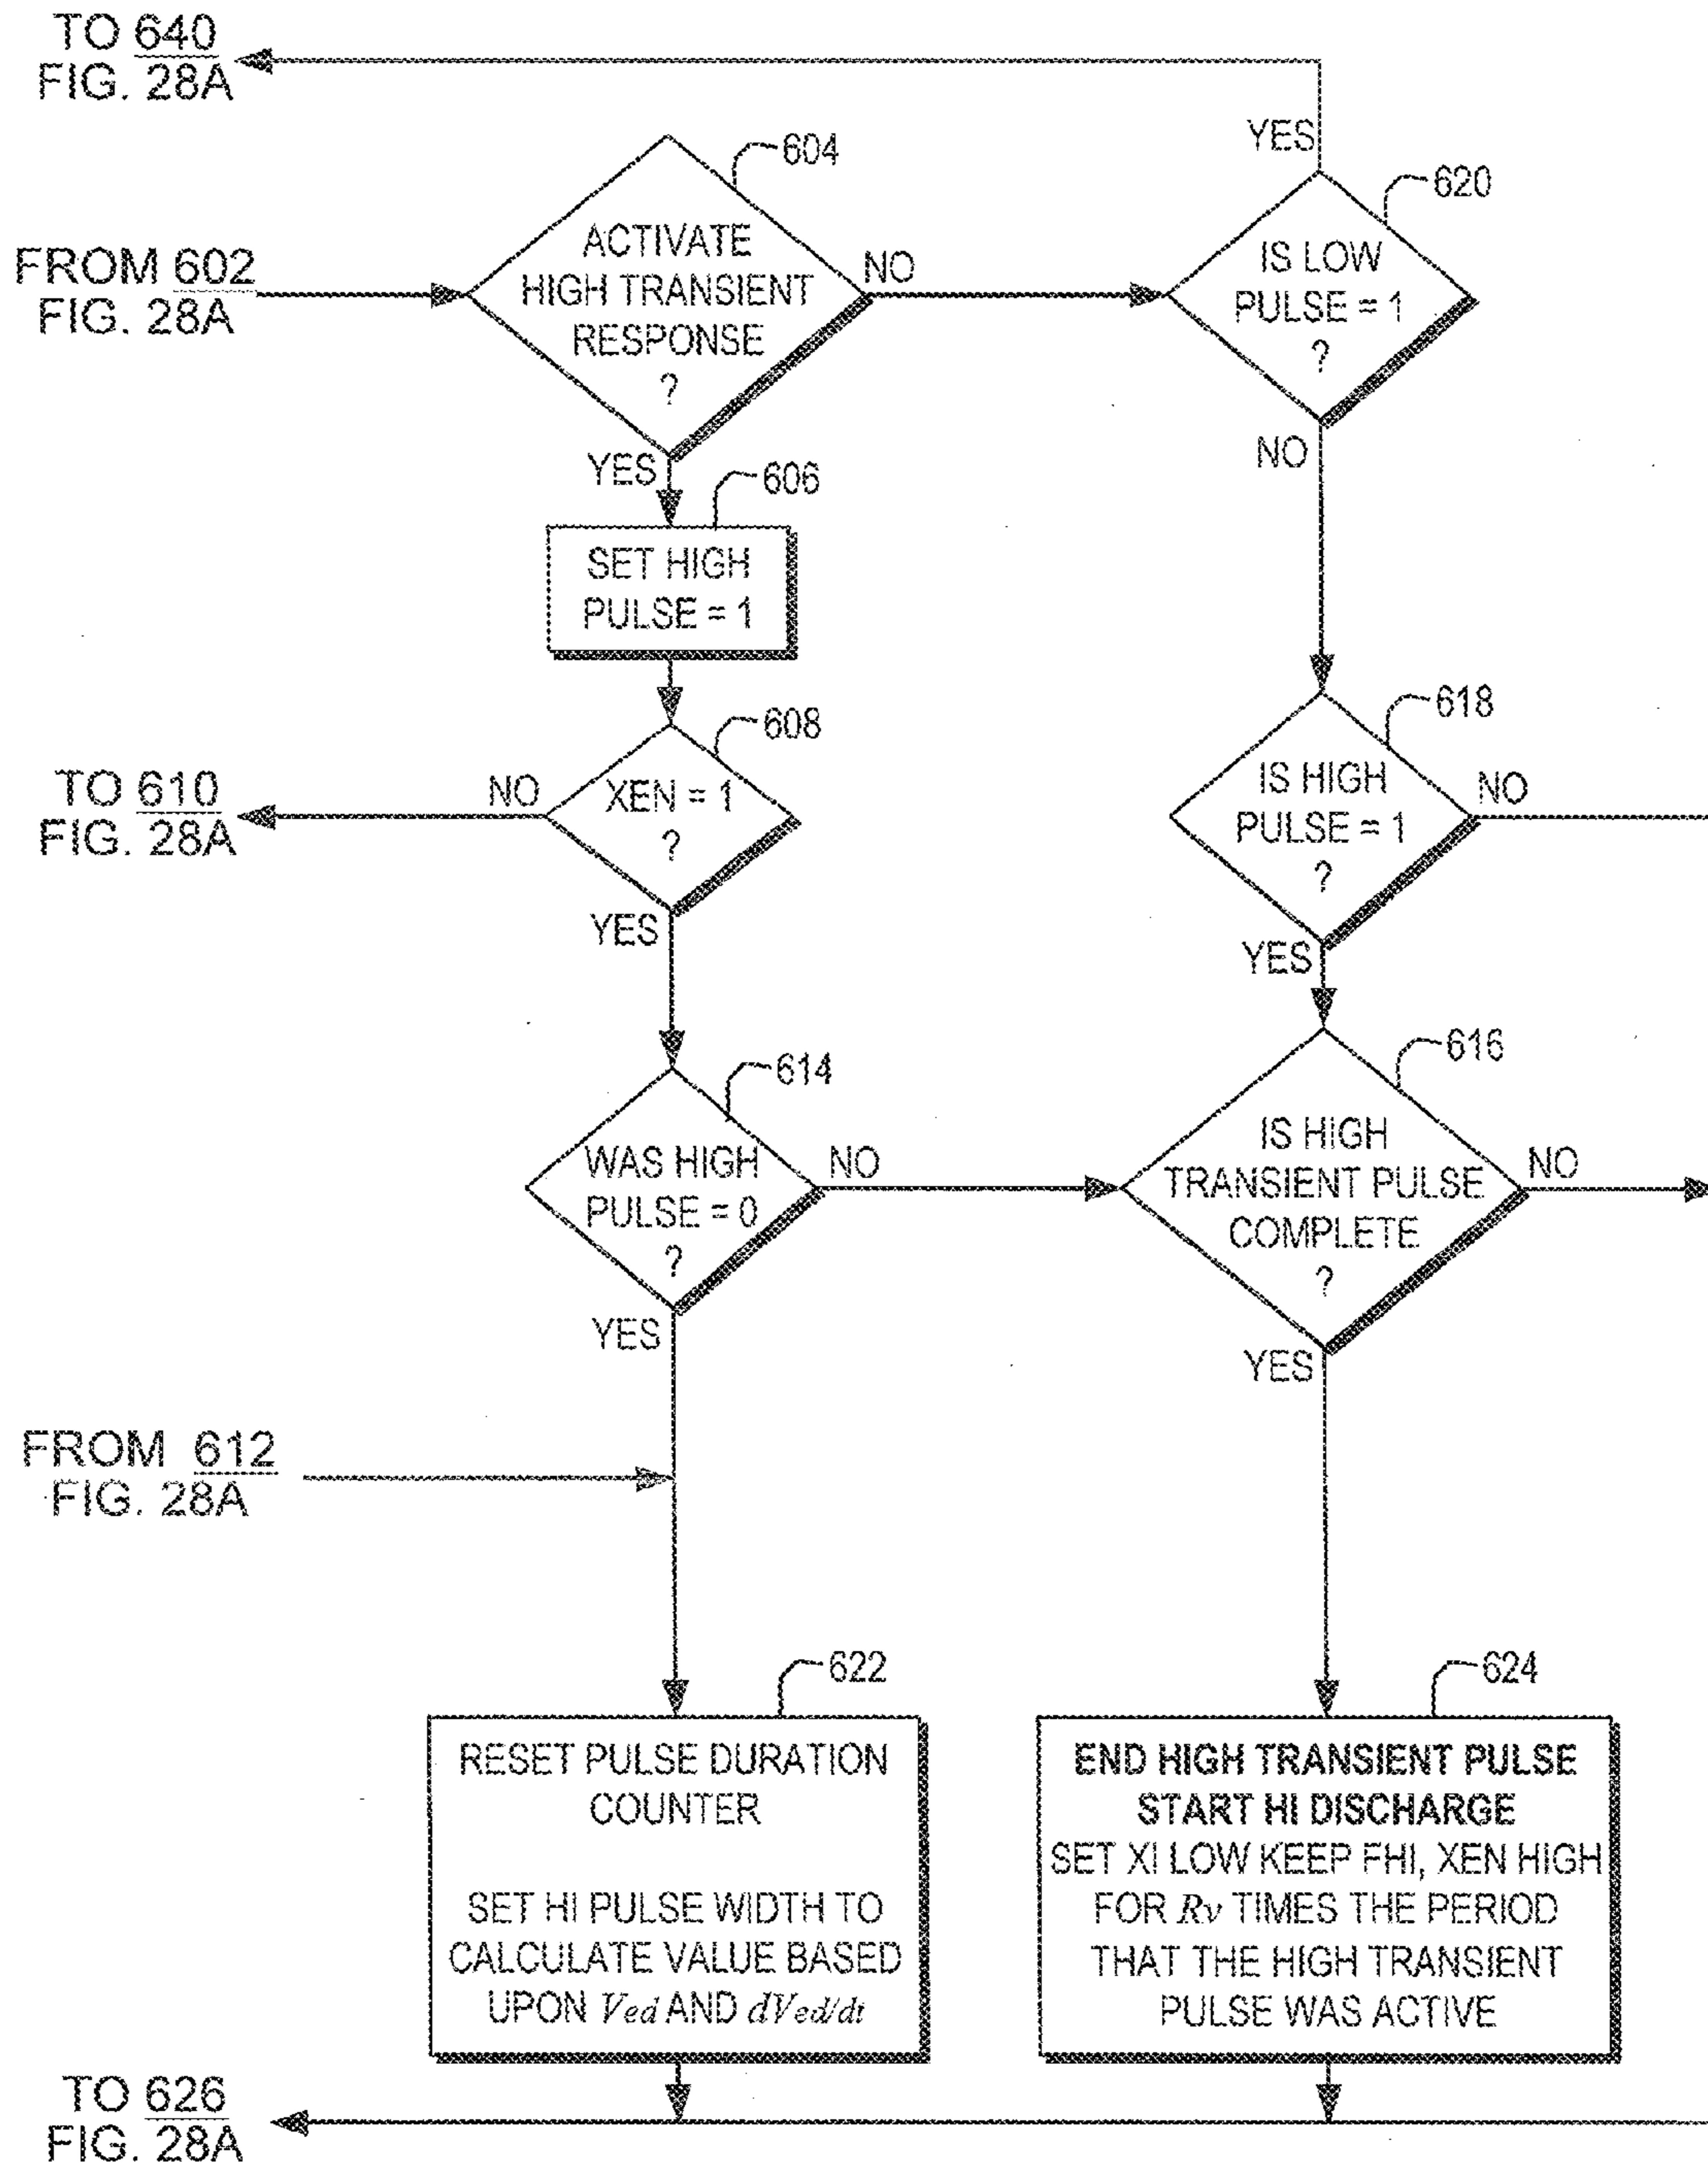 TO 640
FIG. 28A
YES
604
620
FROM 602
FIG. 28A
ACTIVATE
HIGH TRANSIENT
RESPONSE
?
NO
IS LOW
PULSE = 1
?
YES
NO
606
SET HIGH
PULSE = 1
608
618
TO 610
FIG. 28A
NO
XEN = 1
?
IS HIGH
PULSE = 1
?
NO
YES
YES
614
616
WAS HIGH
PULSE = 0
?
NO
IS HIGH
TRANSIENT PULSE
COMPLETE
?
NO
YES
YES
FROM 612
FIG. 28A
622
624
RESET PULSE DURATION
COUNTER
SET HI PULSE WIDTH TO
CALCULATE VALUE BASED
UPON Ved AND dVed/dt
END HIGH TRANSIENT PULSE
START HI DISCHARGE
SET XI LOW KEEP FHI, XEN HIGH
FOR Rv TIMES THE PERIOD
THAT THE HIGH TRANSIENT
PULSE WAS ACTIVE
TO 626
FIG. 28A